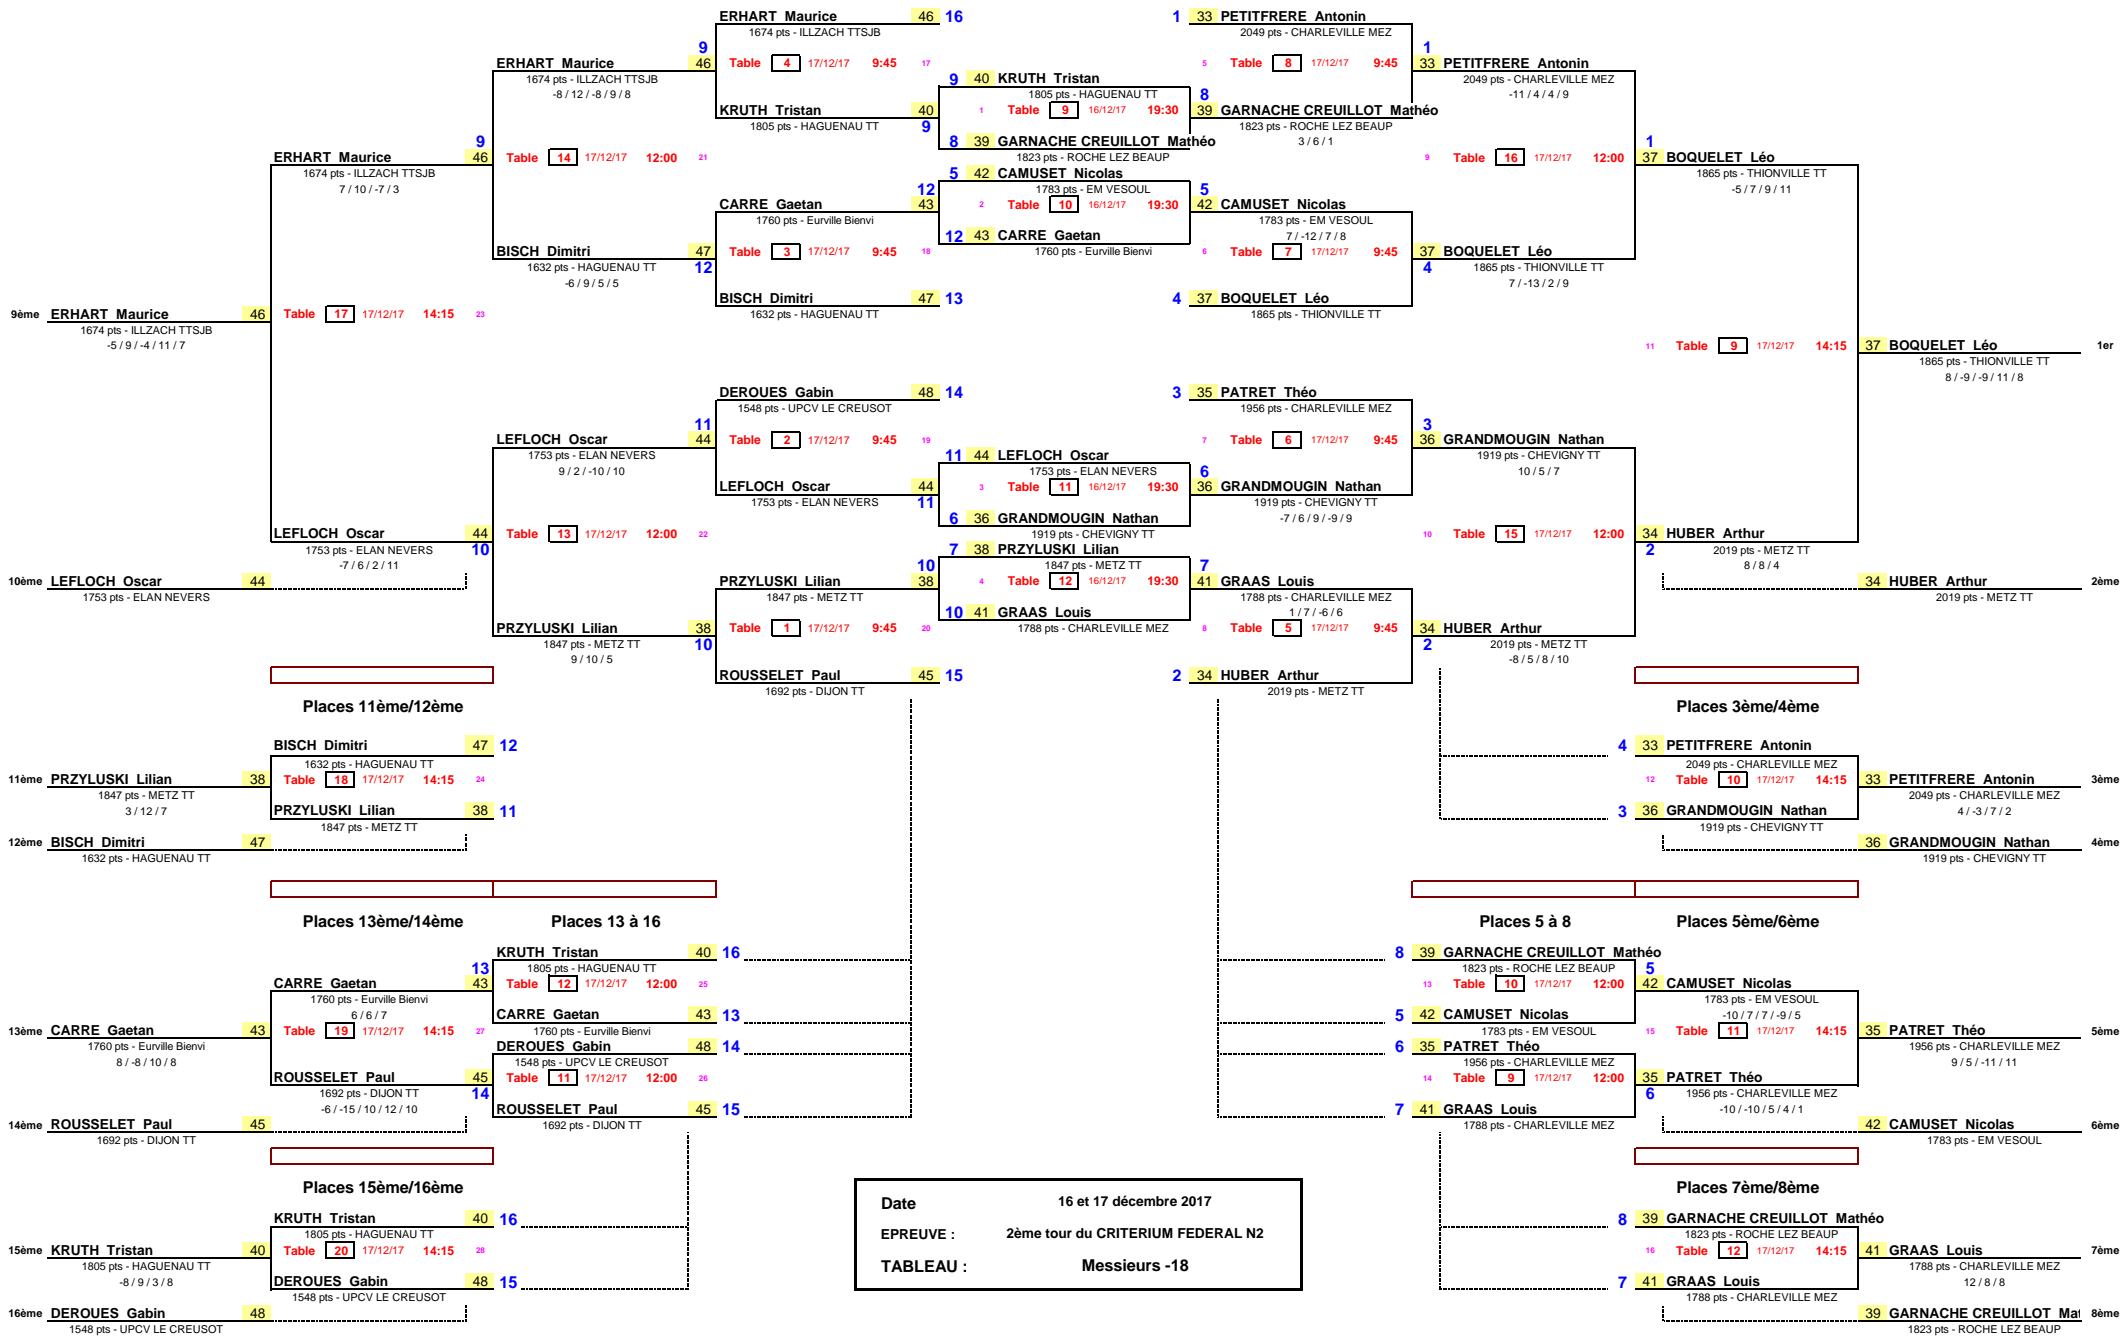 ERHART Maurice 46 16
1674 pts - ILLZACH TTSJB
1 33 PETITFRERE Antonin
2049 pts - CHARLEVILLE MEZ
9
ERHART Maurice 46
1674 pts - ILLZACH TTSJB
-8 / 12 / -8 / 9 / 8
Table 4 17/12/17 9:45 17
9 40 KRUTH Tristan
1805 pts - HAGUENAU TT
5 Table 8 17/12/17 9:45
1
33 PETITFRERE Antonin
2049 pts - CHARLEVILLE MEZ
-11 / 4 / 4 / 9
KRUTH Tristan 40
1805 pts - HAGUENAU TT
9
1 Table 9 16/12/17 19:30
8
39 GARNACHE CREUILLOT Mathéo
1823 pts - ROCHE LEZ BEAUP
3 / 6 / 1
8 39 GARNACHE CREUILLOT Mathéo
1823 pts - ROCHE LEZ BEAUP
9
ERHART Maurice 46
1674 pts - ILLZACH TTSJB
7 / 10 / -7 / 3
Table 14 17/12/17 12:00 21
9 Table 16 17/12/17 12:00
1
37 BOQUELET Léo
1865 pts - THIONVILLE TT
-5 / 7 / 9 / 11
5 42 CAMUSET Nicolas
1783 pts - EM VESOUL
12
CARRE Gaetan 43
1760 pts - Eurville Bienvi
2 Table 10 16/12/17 19:30
5
42 CAMUSET Nicolas
1783 pts - EM VESOUL
7 / -12 / 7 / 8
12 43 CARRE Gaetan
1760 pts - Eurville Bienvi
BISCH Dimitri 47
1632 pts - HAGUENAU TT
12
-6 / 9 / 5 / 5
Table 3 17/12/17 9:45 18
6 Table 7 17/12/17 9:45
37 BOQUELET Léo
4
1865 pts - THIONVILLE TT
7 / -13 / 2 / 9
BISCH Dimitri 47 13
1632 pts - HAGUENAU TT
4 37 BOQUELET Léo
1865 pts - THIONVILLE TT
9ème ERHART Maurice 46
1674 pts - ILLZACH TTSJB
-5 / 9 / -4 / 11 / 7
Table 17 17/12/17 14:15 23
11 Table 9 17/12/17 14:15
37 BOQUELET Léo 1er
1865 pts - THIONVILLE TT
8 / -9 / -9 / 11 / 8
DEROUES Gabin 48 14
1548 pts - UPCV LE CREUSOT
3 35 PATRET Théo
1956 pts - CHARLEVILLE MEZ
11
LEFLOCH Oscar 44
1753 pts - ELAN NEVERS
9 / 2 / -10 / 10
Table 2 17/12/17 9:45 19
7 Table 6 17/12/17 9:45
3
36 GRANDMOUGIN Nathan
1919 pts - CHEVIGNY TT
10 / 5 / 7
11 44 LEFLOCH Oscar
1753 pts - ELAN NEVERS
LEFLOCH Oscar 44
1753 pts - ELAN NEVERS
11
3 Table 11 16/12/17 19:30
6
36 GRANDMOUGIN Nathan
1919 pts - CHEVIGNY TT
-7 / 6 / 9 / -9 / 9
6 36 GRANDMOUGIN Nathan
1919 pts - CHEVIGNY TT
LEFLOCH Oscar 44
10
1753 pts - ELAN NEVERS
-7 / 6 / 2 / 11
Table 13 17/12/17 12:00 22
10 Table 15 17/12/17 12:00
34 HUBER Arthur
2
2019 pts - METZ TT
8 / 8 / 4
7 38 PRZYLUSKI Lilian
1847 pts - METZ TT
10ème LEFLOCH Oscar 44
1753 pts - ELAN NEVERS
10
PRZYLUSKI Lilian 38
1847 pts - METZ TT
4 Table 12 16/12/17 19:30
7
41 GRAAS Louis
1788 pts - CHARLEVILLE MEZ
1 / 7 / -6 / 6
34 HUBER Arthur 2ème
2019 pts - METZ TT
10 41 GRAAS Louis
1788 pts - CHARLEVILLE MEZ
PRZYLUSKI Lilian 38
10
1847 pts - METZ TT
9 / 10 / 5
Table 1 17/12/17 9:45 20
8 Table 5 17/12/17 9:45
34 HUBER Arthur
2
2019 pts - METZ TT
-8 / 5 / 8 / 10
ROUSSELET Paul 45 15
1692 pts - DIJON TT
2 34 HUBER Arthur
2019 pts - METZ TT
Places 11ème/12ème
Places 3ème/4ème
BISCH Dimitri 47 12
1632 pts - HAGUENAU TT
4 33 PETITFRERE Antonin
2049 pts - CHARLEVILLE MEZ
11ème PRZYLUSKI Lilian 38
1847 pts - METZ TT
3 / 12 / 7
Table 18 17/12/17 14:15 24
12 Table 10 17/12/17 14:15
33 PETITFRERE Antonin 3ème
2049 pts - CHARLEVILLE MEZ
4 / -3 / 7 / 2
PRZYLUSKI Lilian 38 11
1847 pts - METZ TT
3 36 GRANDMOUGIN Nathan
1919 pts - CHEVIGNY TT
12ème BISCH Dimitri 47
1632 pts - HAGUENAU TT
36 GRANDMOUGIN Nathan 4ème
1919 pts - CHEVIGNY TT
Places 13ème/14ème
Places 13 à 16
Places 5 à 8
Places 5ème/6ème
KRUTH Tristan 40 16
1805 pts - HAGUENAU TT
8 39 GARNACHE CREUILLOT Mathéo
1823 pts - ROCHE LEZ BEAUP
13
CARRE Gaetan 43
1760 pts - Eurville Bienvi
6 / 6 / 7
Table 12 17/12/17 12:00 25
13 Table 10 17/12/17 12:00
5
42 CAMUSET Nicolas
1783 pts - EM VESOUL
-10 / 7 / 7 / -9 / 5
CARRE Gaetan 43 13
1760 pts - Eurville Bienvi
5 42 CAMUSET Nicolas
1783 pts - EM VESOUL
13ème CARRE Gaetan 43
1760 pts - Eurville Bienvi
8 / -8 / 10 / 8
Table 19 17/12/17 14:15 27
15 Table 11 17/12/17 14:15
35 PATRET Théo 5ème
1956 pts - CHARLEVILLE MEZ
9 / 5 / -11 / 11
DEROUES Gabin 48 14
1548 pts - UPCV LE CREUSOT
6 35 PATRET Théo
1956 pts - CHARLEVILLE MEZ
ROUSSELET Paul 45
14
1692 pts - DIJON TT
-6 / -15 / 10 / 12 / 10
Table 11 17/12/17 12:00 26
14 Table 9 17/12/17 12:00
35 PATRET Théo
6
1956 pts - CHARLEVILLE MEZ
-10 / -10 / 5 / 4 / 1
ROUSSELET Paul 45 15
1692 pts - DIJON TT
7 41 GRAAS Louis
1788 pts - CHARLEVILLE MEZ
14ème ROUSSELET Paul 45
1692 pts - DIJON TT
42 CAMUSET Nicolas 6ème
1783 pts - EM VESOUL
Places 15ème/16ème
Places 7ème/8ème
Date 16 et 17 décembre 2017
EPREUVE : 2ème tour du CRITERIUM FEDERAL N2
TABLEAU : Messieurs -18
KRUTH Tristan 40 16
1805 pts - HAGUENAU TT
8 39 GARNACHE CREUILLOT Mathéo
1823 pts - ROCHE LEZ BEAUP
15ème KRUTH Tristan 40
1805 pts - HAGUENAU TT
-8 / 9 / 3 / 8
Table 20 17/12/17 14:15 28
16 Table 12 17/12/17 14:15
41 GRAAS Louis 7ème
1788 pts - CHARLEVILLE MEZ
12 / 8 / 8
DEROUES Gabin 48 15
1548 pts - UPCV LE CREUSOT
7 41 GRAAS Louis
1788 pts - CHARLEVILLE MEZ
16ème DEROUES Gabin 48
1548 pts - UPCV LE CREUSOT
39 GARNACHE CREUILLOT Mat 8ème
1823 pts - ROCHE LEZ BEAUP